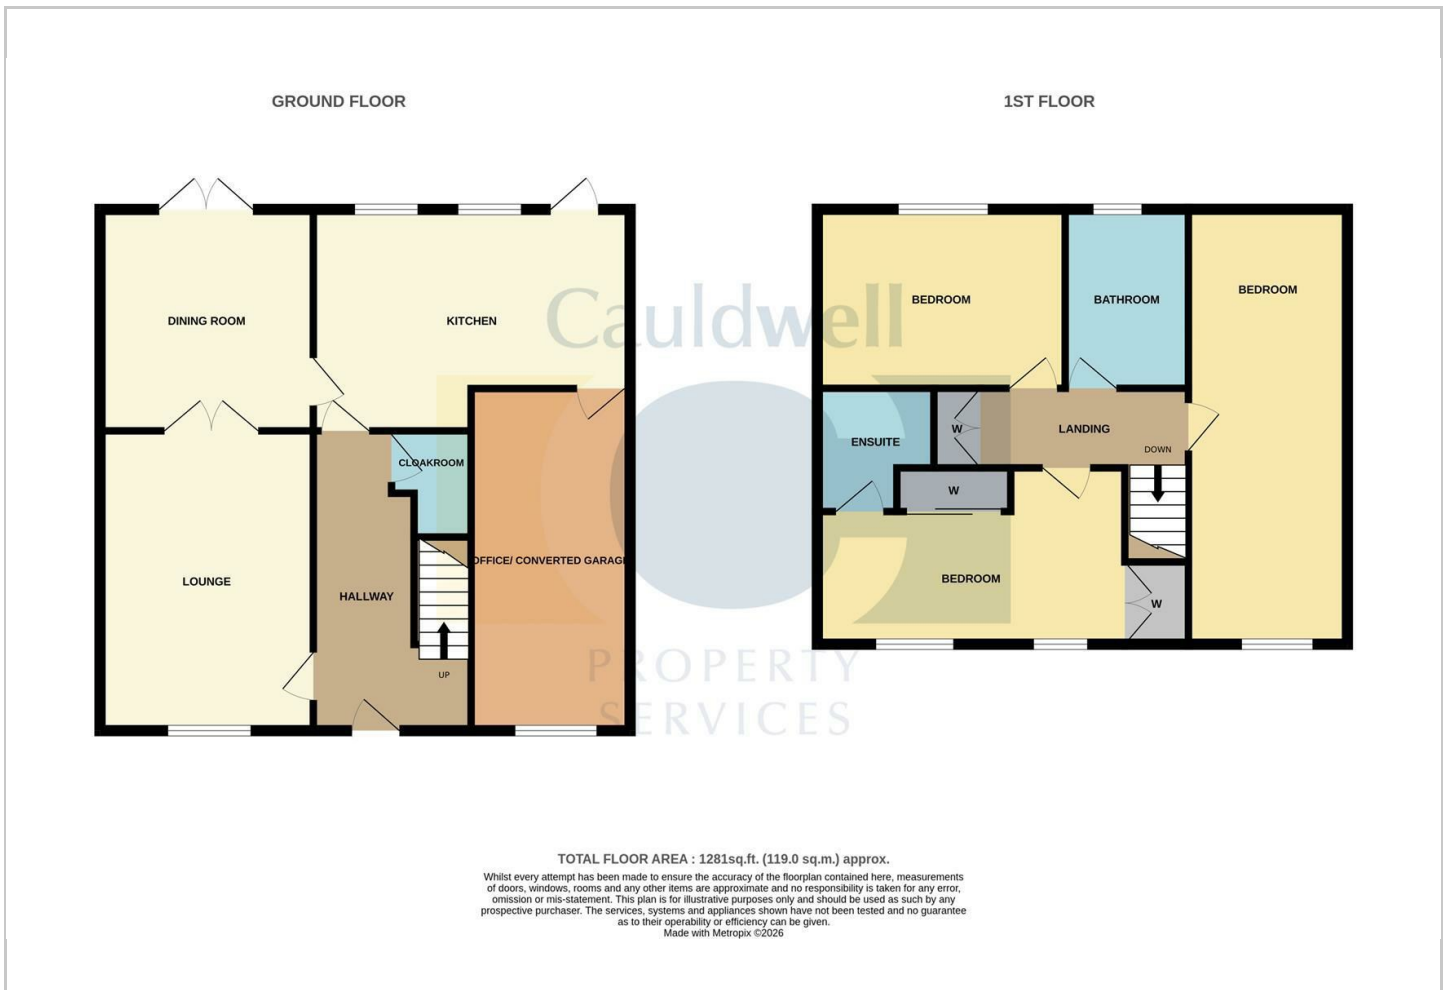 GROUND FLOOR
1ST FLOOR
DINING ROOM
KITCHEN
CLOAKROOM
OFFICE/ CONVERTED GARAGE
LOUNGE
HALLWAY
UP
BEDROOM
BATHROOM
BEDROOM
ENSUITE
W
LANDING
DOWN
W
BEDROOM
W
Cauldwell
PROPERTY
SERVICES
TOTAL FLOOR AREA : 1281sq.ft. (119.0 sq.m.) approx.
Whilst every attempt has been made to ensure the accuracy of the floorplan contained here, measurements
of doors, windows, rooms and any other items are approximate and no responsibility is taken for any error,
omission or mis-statement. This plan is for illustrative purposes only and should be used as such by any
prospective purchaser. The services, systems and appliances shown have not been tested and no guarantee
as to their operability or efficiency can be given.
Made with Metropix ©2026